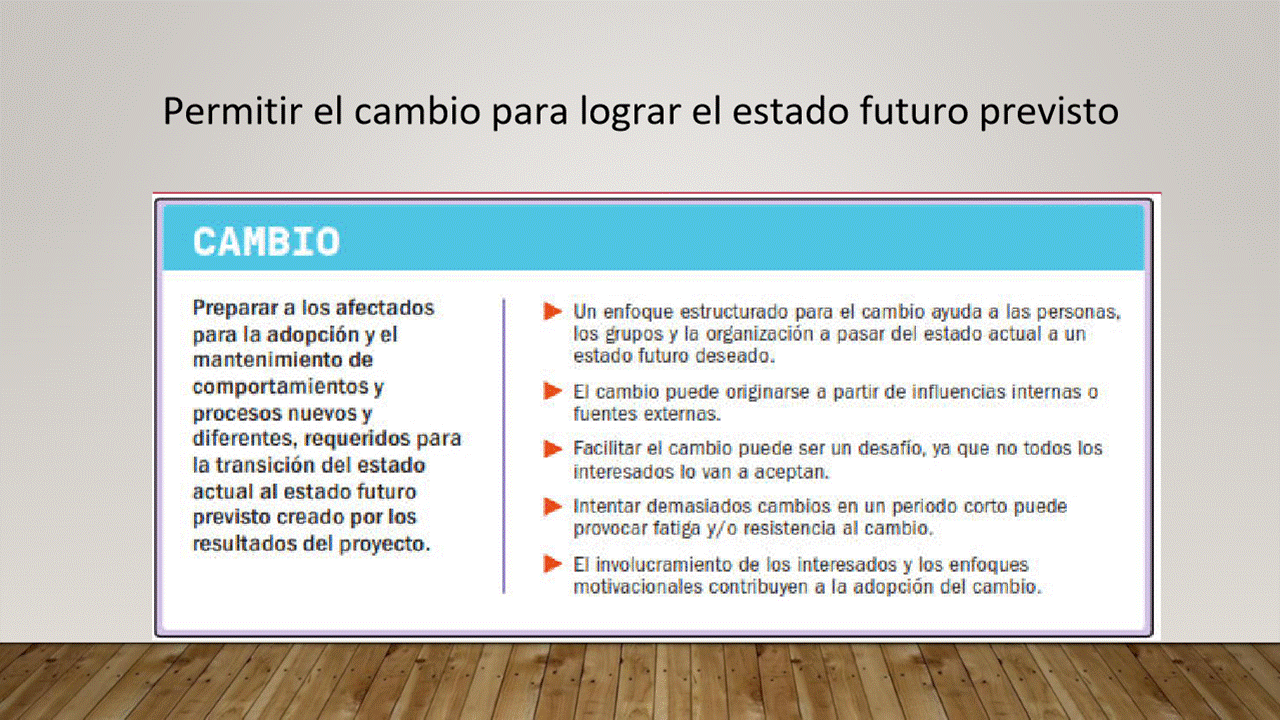 Permitir el cambio para lograr el estado futuro previsto
CAMBIO
Preparar a los afectados
para la adopción y el
mantenimiento de
comportamientos y
procesos nuevos y
diferentes, requeridos para
la transición del estado
actual al estado futuro
previsto creado por los
resultados del proyecto.
Un enfoque estructurado para el cambio ayuda a las personas,
los grupos y la organización a pasar del estado actual a un
estado futuro deseado.
El cambio puede originarse a partir de influencias internas o
fuentes externas.
Facilitar el cambio puede ser un desafío, ya que no todos los
interesados lo van a aceptan.
Intentar demasiados cambios en un periodo corto puede
provocar fatiga y/o resistencia al cambio.
El involucramiento de los interesados y los enfoques
motivacionales contribuyen a la adopción del cambio.